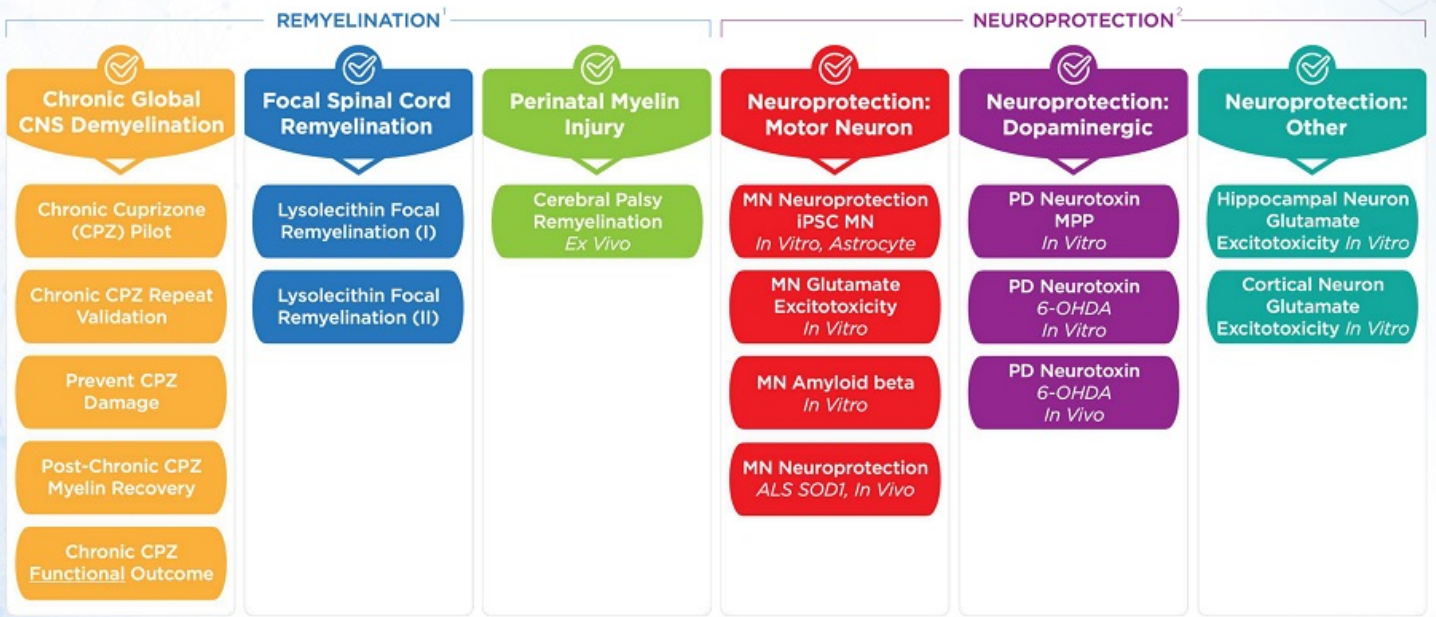 REMYELINATION¹
NEUROPROTECTION²
Chronic Global
CNS Demyelination
Chronic Cuprizone
(CPZ) Pilot
Chronic CPZ Repeat
Validation
Prevent CPZ
Damage
Post-Chronic CPZ
Myelin Recovery
Chronic CPZ
Functional Outcome
Focal Spinal Cord
Remyelination
Lysolecithin Focal
Remyelination (I)
Lysolecithin Focal
Remyelination (II)
Perinatal Myelin
Injury
Cerebral Palsy
Remyelination
Ex Vivo
Neuroprotection:
Motor Neuron
MN Neuroprotection
iPSC MN
In Vitro, Astrocyte
MN Glutamate
Excitotoxicity
In Vitro
MN Amyloid beta
In Vitro
MN Neuroprotection
ALS SOD1, In Vivo
Neuroprotection:
Dopaminergic
PD Neurotoxin
MPP
In Vitro
PD Neurotoxin
6-OHDA
In Vitro
PD Neurotoxin
6-OHDA
In Vivo
Neuroprotection:
Other
Hippocampal Neuron
Glutamate
Excitotoxicity In Vitro
Cortical Neuron
Glutamate
Excitotoxicity In Vitro